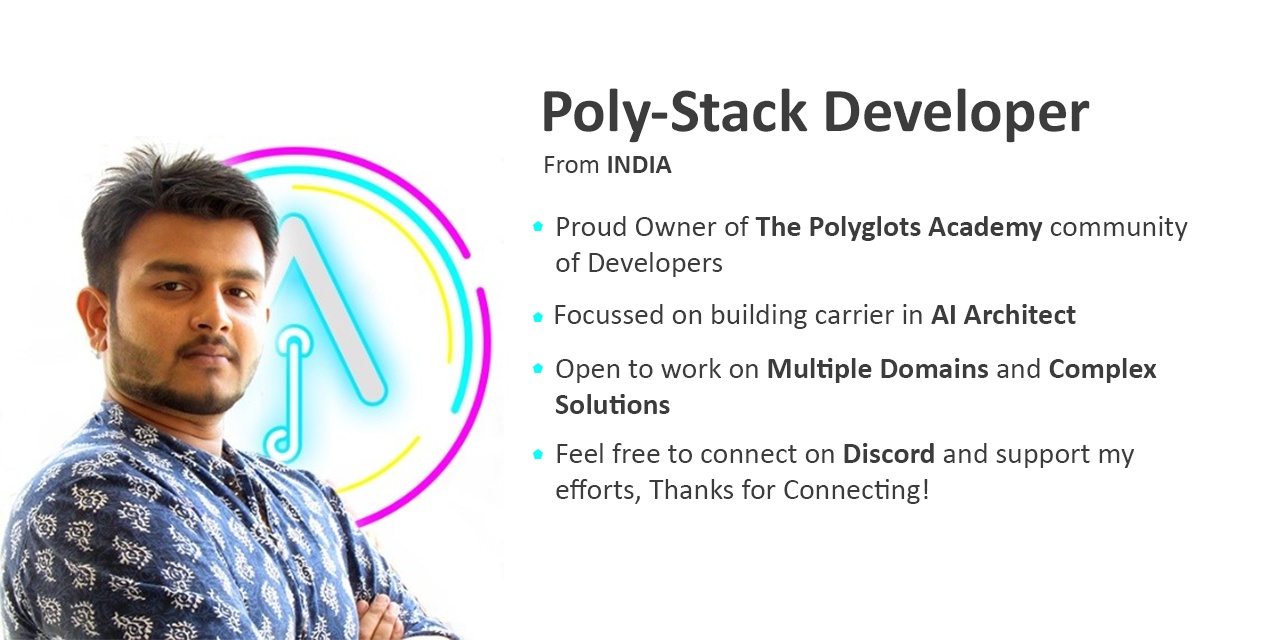 Poly-Stack Developer
From INDIA
Proud Owner of The Polyglots Academy community
of Developers
Focussed on building carrier in AI Architect
Open to work on Multiple Domains and Complex
Solutions
Feel free to connect on Discord and support my
efforts, Thanks for Connecting!